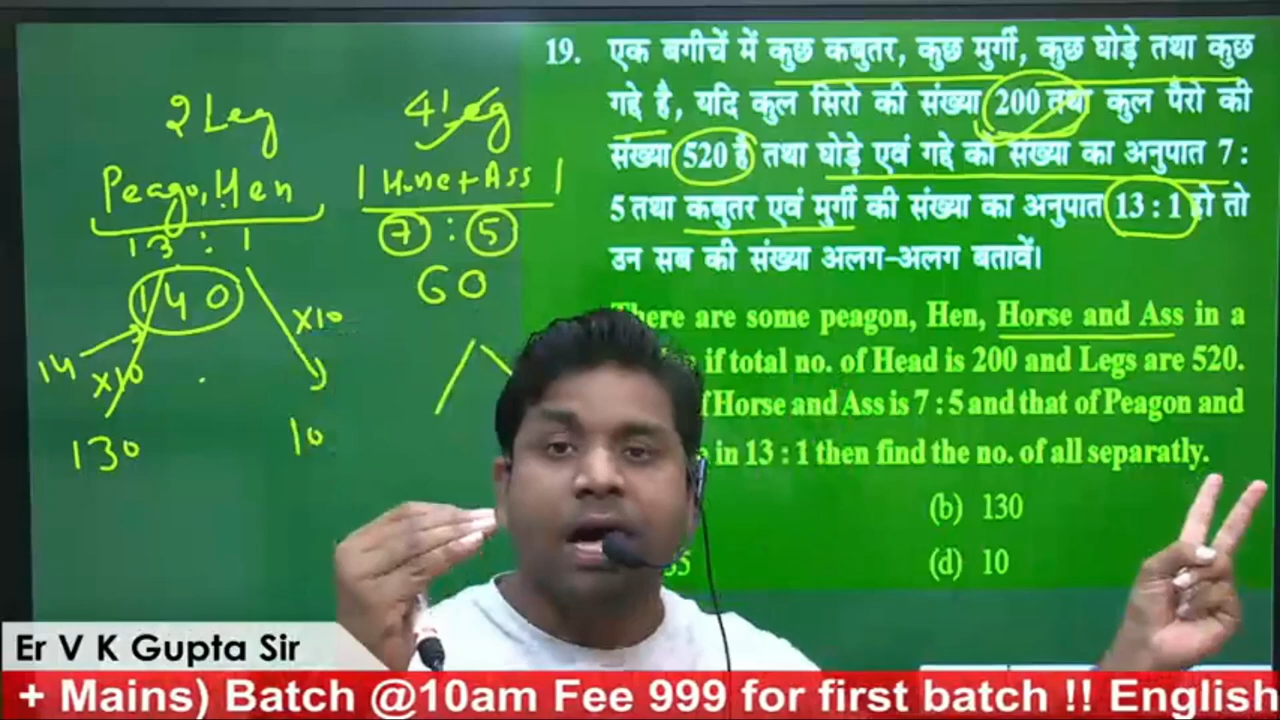 19. एक बगीचें में कुछ कबुतर, कुछ मुर्गी, कुछ घोड़े तथा कुछ
गद्दे है, यदि कुल सिरो की संख्या 200 तथा कुल पैरो की
संख्या 520 है तथा घोड़े एवं गद्दे की संख्या का अनुपात 7 :
5 तथा कबुतर एवं मुर्गी की संख्या का अनुपात 13 : 1 हो तो
उन सब की संख्या अलग-अलग बतावें।
There are some peagon, Hen, Horse and Ass in a
if total no. of Head is 200 and Legs are 520.
f Horse and Ass is 7 : 5 and that of Peagon and
in 13 : 1 then find the no. of all separatly.
(b) 130
(d) 10
2 Leg
Peago, Hen
13 : 1
140
14
x10
x10
130
10
4 Leg
Horse + Ass
7 : 5
60
Er V K Gupta Sir
+ Mains) Batch @10am Fee 999 for first batch !! English